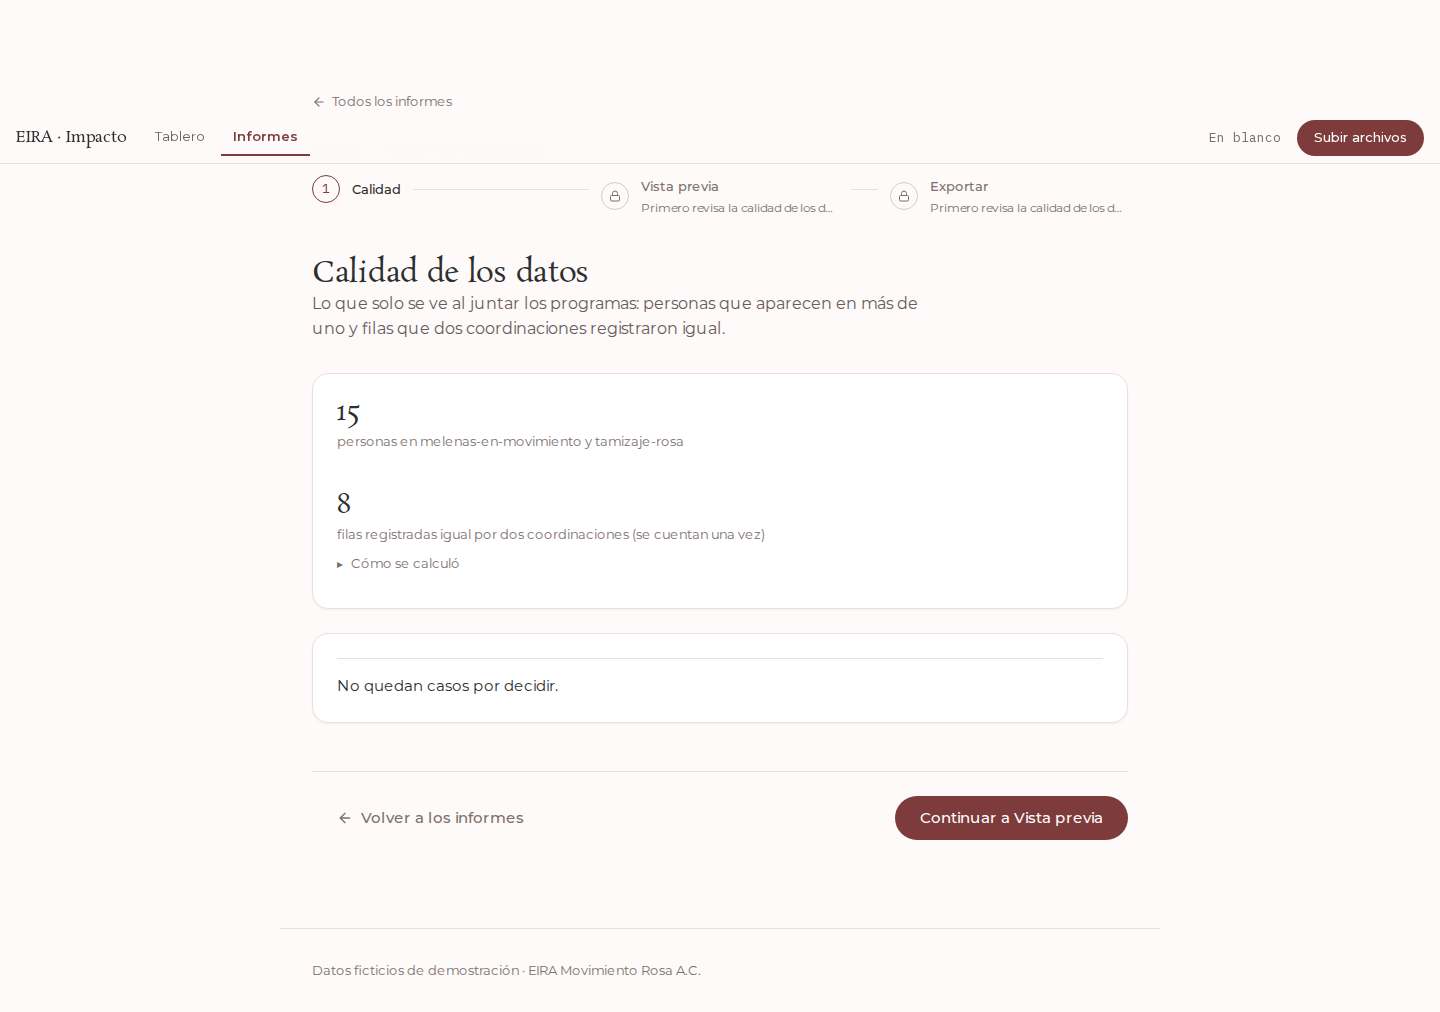 Todos los informes
EIRA · Impacto
Tablero
Informes
En blanco
Subir archivos
1
Calidad
Vista previa
Primero revisa la calidad de los d...
Exportar
Primero revisa la calidad de los d...
Calidad de los datos
Lo que solo se ve al juntar los programas: personas que aparecen en más de
uno y filas que dos coordinaciones registraron igual.
15
personas en melenas-en-movimiento y tamizaje-rosa
8
filas registradas igual por dos coordinaciones (se cuentan una vez)
Cómo se calculó
No quedan casos por decidir.
Volver a los informes
Continuar a Vista previa
Datos ficticios de demostración · EIRA Movimiento Rosa A.C.